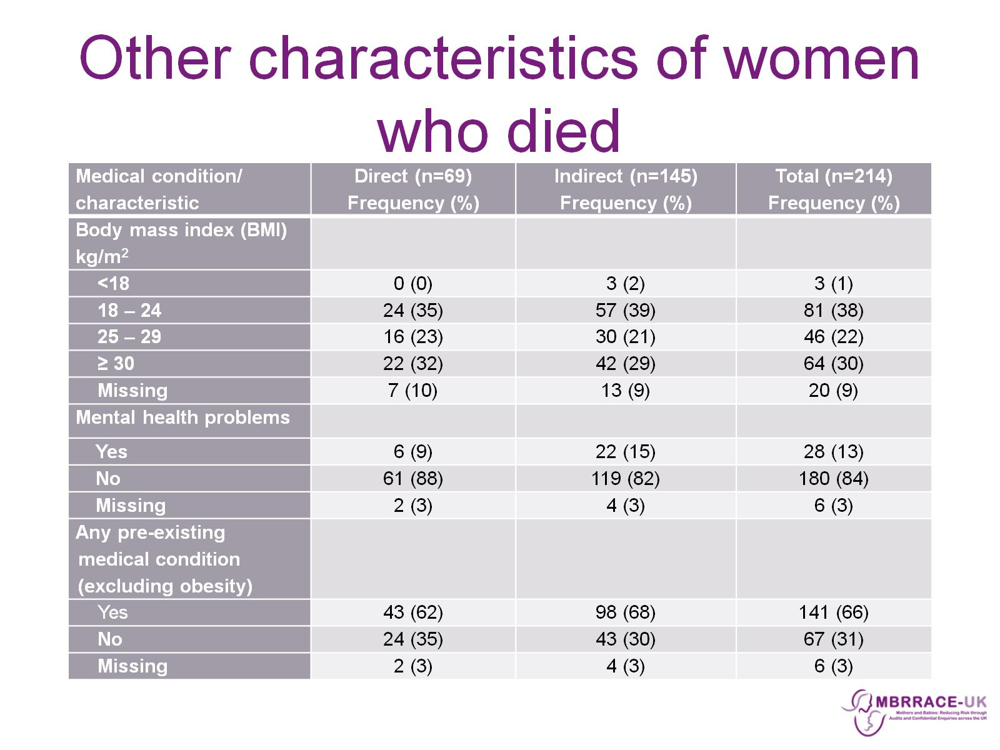 Other characteristics of women
who died
Medical condition/ characteristic Direct (n=69) Frequency (%) Indirect (n=145) Frequency (%) Total (n=214) Frequency (%)
Body mass index (BMI) kg/m²
<18 0 (0) 3 (2) 3 (1)
18 – 24 24 (35) 57 (39) 81 (38)
25 – 29 16 (23) 30 (21) 46 (22)
≥ 30 22 (32) 42 (29) 64 (30)
Missing 7 (10) 13 (9) 20 (9)
Mental health problems
Yes 6 (9) 22 (15) 28 (13)
No 61 (88) 119 (82) 180 (84)
Missing 2 (3) 4 (3) 6 (3)
Any pre-existing
medical condition
(excluding obesity)
Yes 43 (62) 98 (68) 141 (66)
No 24 (35) 43 (30) 67 (31)
Missing 2 (3) 4 (3) 6 (3)
MBRRACE-UK
Mothers and Babies: Reducing Risk through
Audits and Confidential Enquiries across the UK